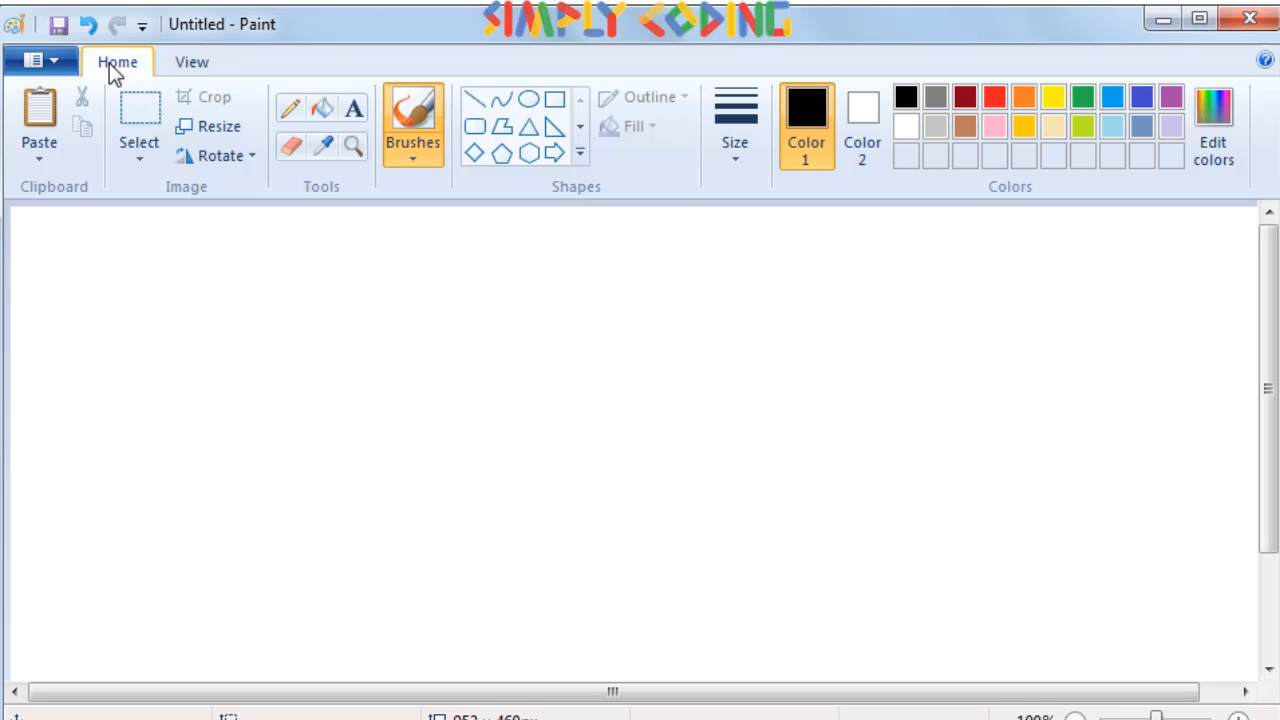 SIMPLY CODING
Untitled - Paint
Home View
Paste
Clipboard
Select
Crop
Resize
Rotate
Image
A
Tools
Brushes
Outline
Fill
Shapes
Size
Color 1
Color 2
Edit colors
Colors
100%